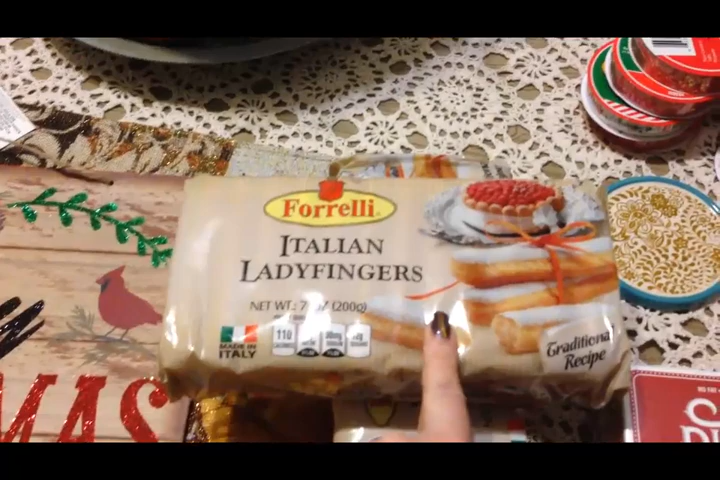 Forrelli
ITALIAN
LADYFINGERS
NET WT.: 7 OZ (200g)
110
MADE IN
ITALY
Traditional
Recipe
MAS